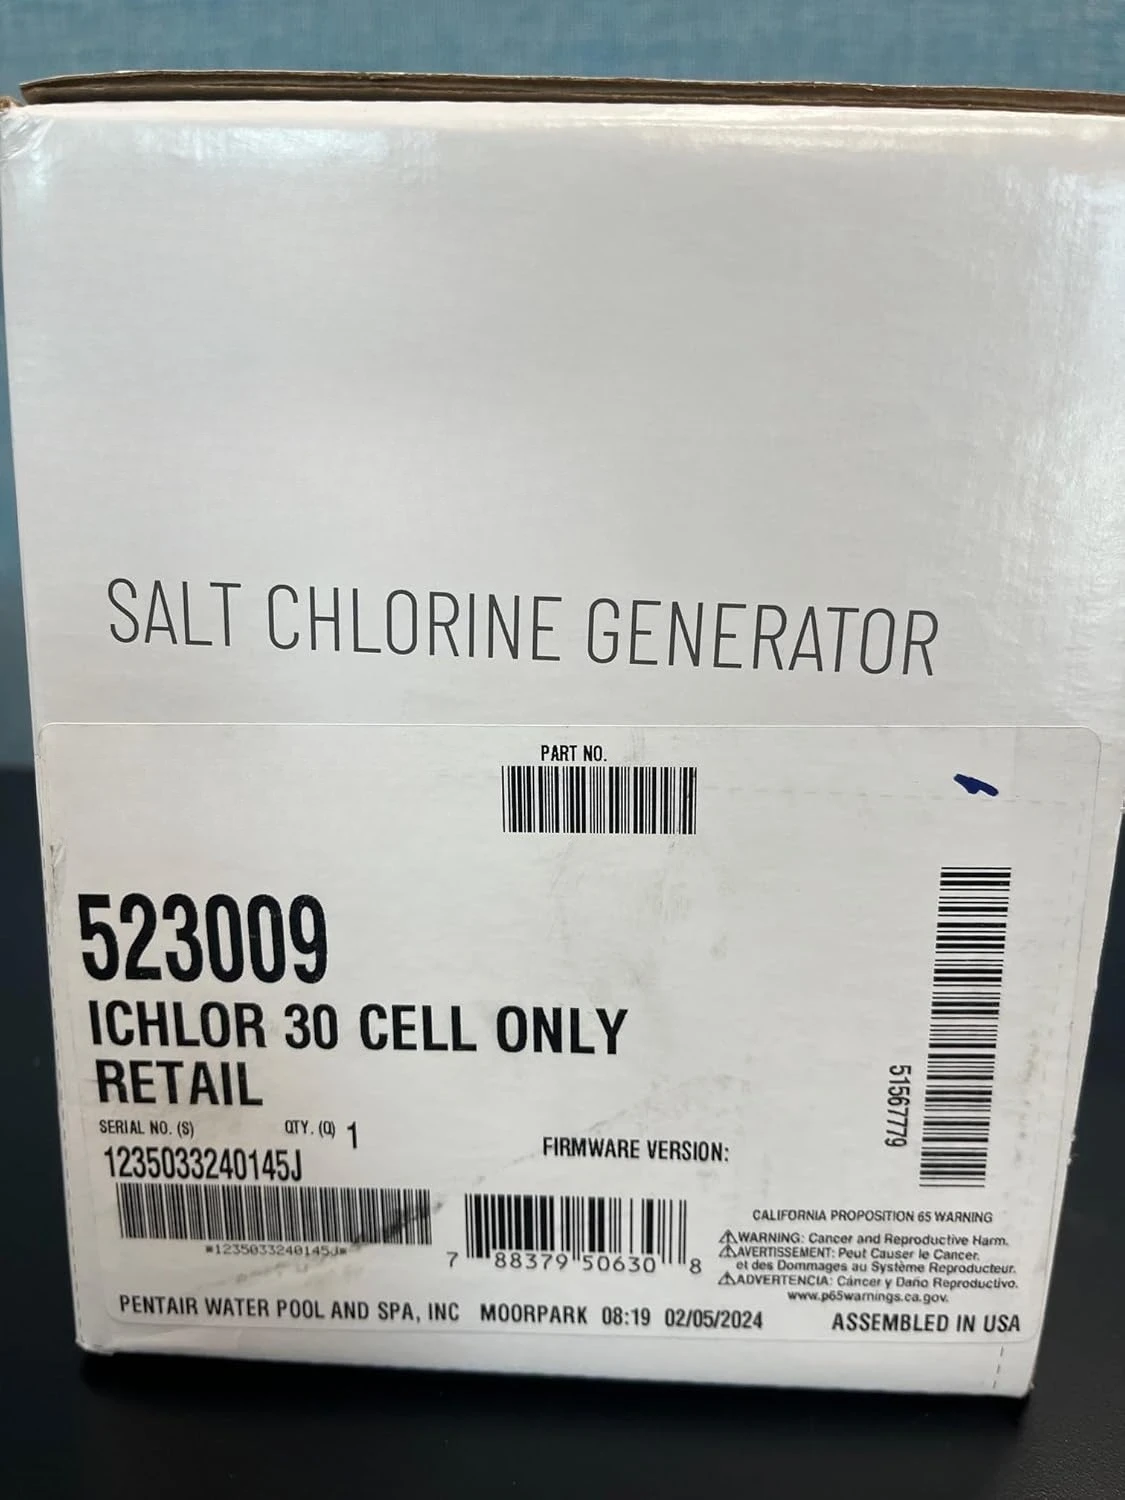 SALT CHLORINE GENERATOR
PART NO.
523009
ICHLOR 30 CELL ONLY
RETAIL
SERIAL NO. (S) QTY. (Q) 1
1235033240145J
FIRMWARE VERSION:
51567779
*1235033240145J*
7 88379 50630 8
CALIFORNIA PROPOSITION 65 WARNING
⚠WARNING: Cancer and Reproductive Harm.
⚠AVERTISSEMENT: Peut Causer le Cancer.
et des Dommages au Système Reproducteur.
⚠ADVERTENCIA: Cáncer y Daño Reproductivo.
www.p65warnings.ca.gov.
PENTAIR WATER POOL AND SPA, INC MOORPARK 08:19 02/05/2024 ASSEMBLED IN USA